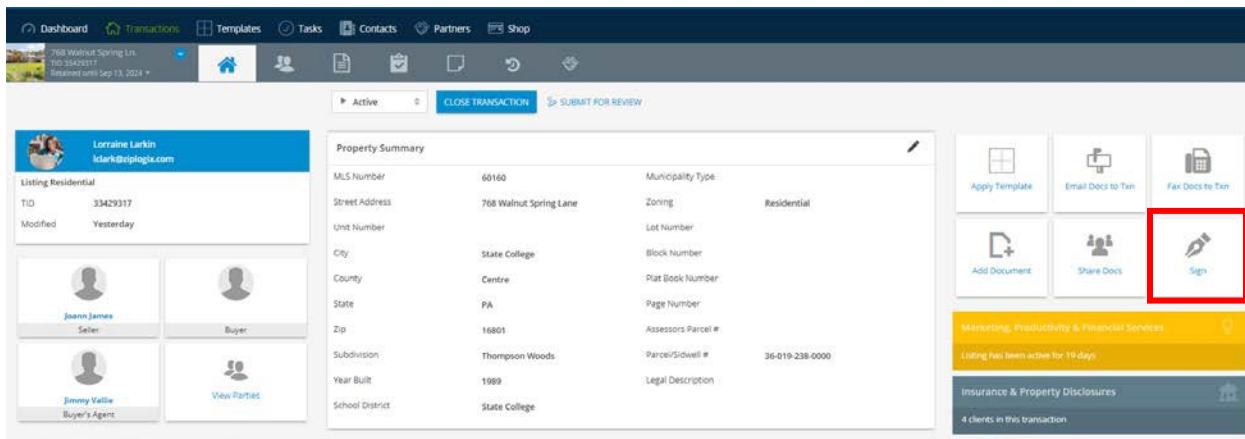 Dashboard Transactions Templates Tasks Contacts Partners Shop
768 Walnut Spring Ln.
TID 33429317
Retained until Sep 13, 2024
Active CLOSE TRANSACTION SUBMIT FOR REVIEW
Lorraine Larkin
lclark@ziplogix.com
Listing Residential
TID 33429317
Modified Yesterday
Joann James
Seller
Buyer
Jimmy Vallie
Buyer's Agent
View Parties
Property Summary
MLS Number 60160 Municipality Type
Street Address 768 Walnut Spring Lane Zoning Residential
Unit Number Lot Number
City State College Block Number
County Centre Plat Book Number
State PA Page Number
Zip 16801 Assessors Parcel #
Subdivision Thompson Woods Parcel/Sidwell # 36-019-238-0000
Year Built 1989 Legal Description
School District State College
Apply Template Email Docs to Txn Fax Docs to Txn
Add Document Share Docs Sign
Marketing, Productivity & Financial Services
Listing has been active for 19 days
Insurance & Property Disclosures
4 clients in this transaction